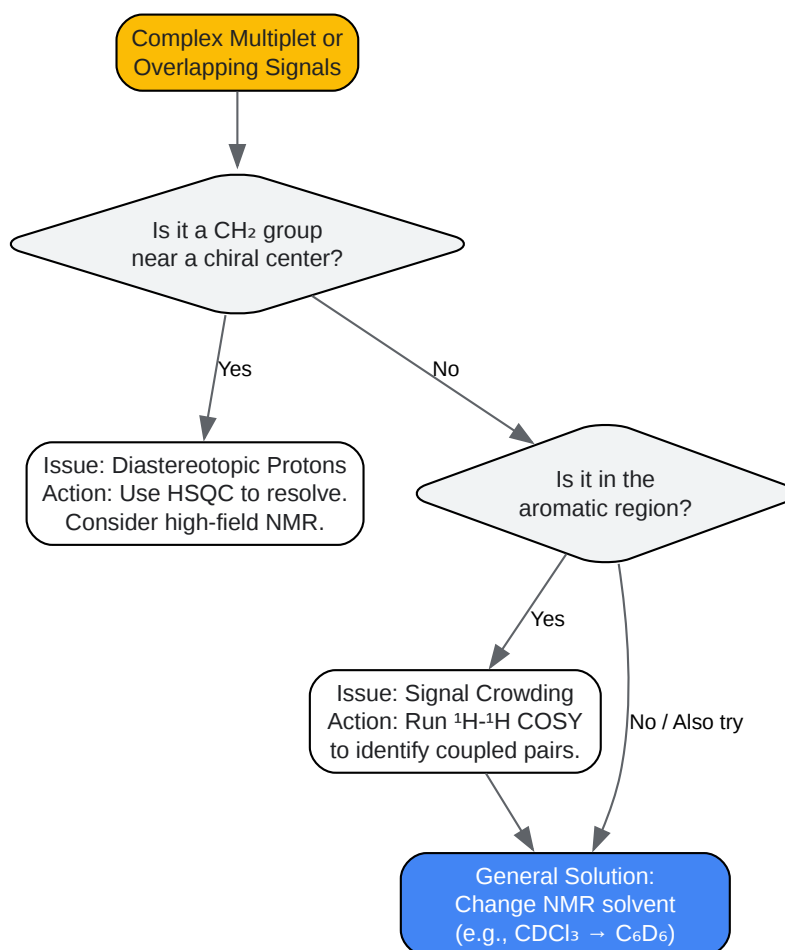 Complex Multiplet or
Overlapping Signals
Is it a CH₂ group
near a chiral center?
Yes
No
Issue: Diastereotopic Protons
Action: Use HSQC to resolve.
Consider high-field NMR.
Is it in the
aromatic region?
Yes
Issue: Signal Crowding
Action: Run ¹H-¹H COSY
to identify coupled pairs.
No / Also try
General Solution:
Change NMR solvent
(e.g., CDCl₃ → C₆D₆)